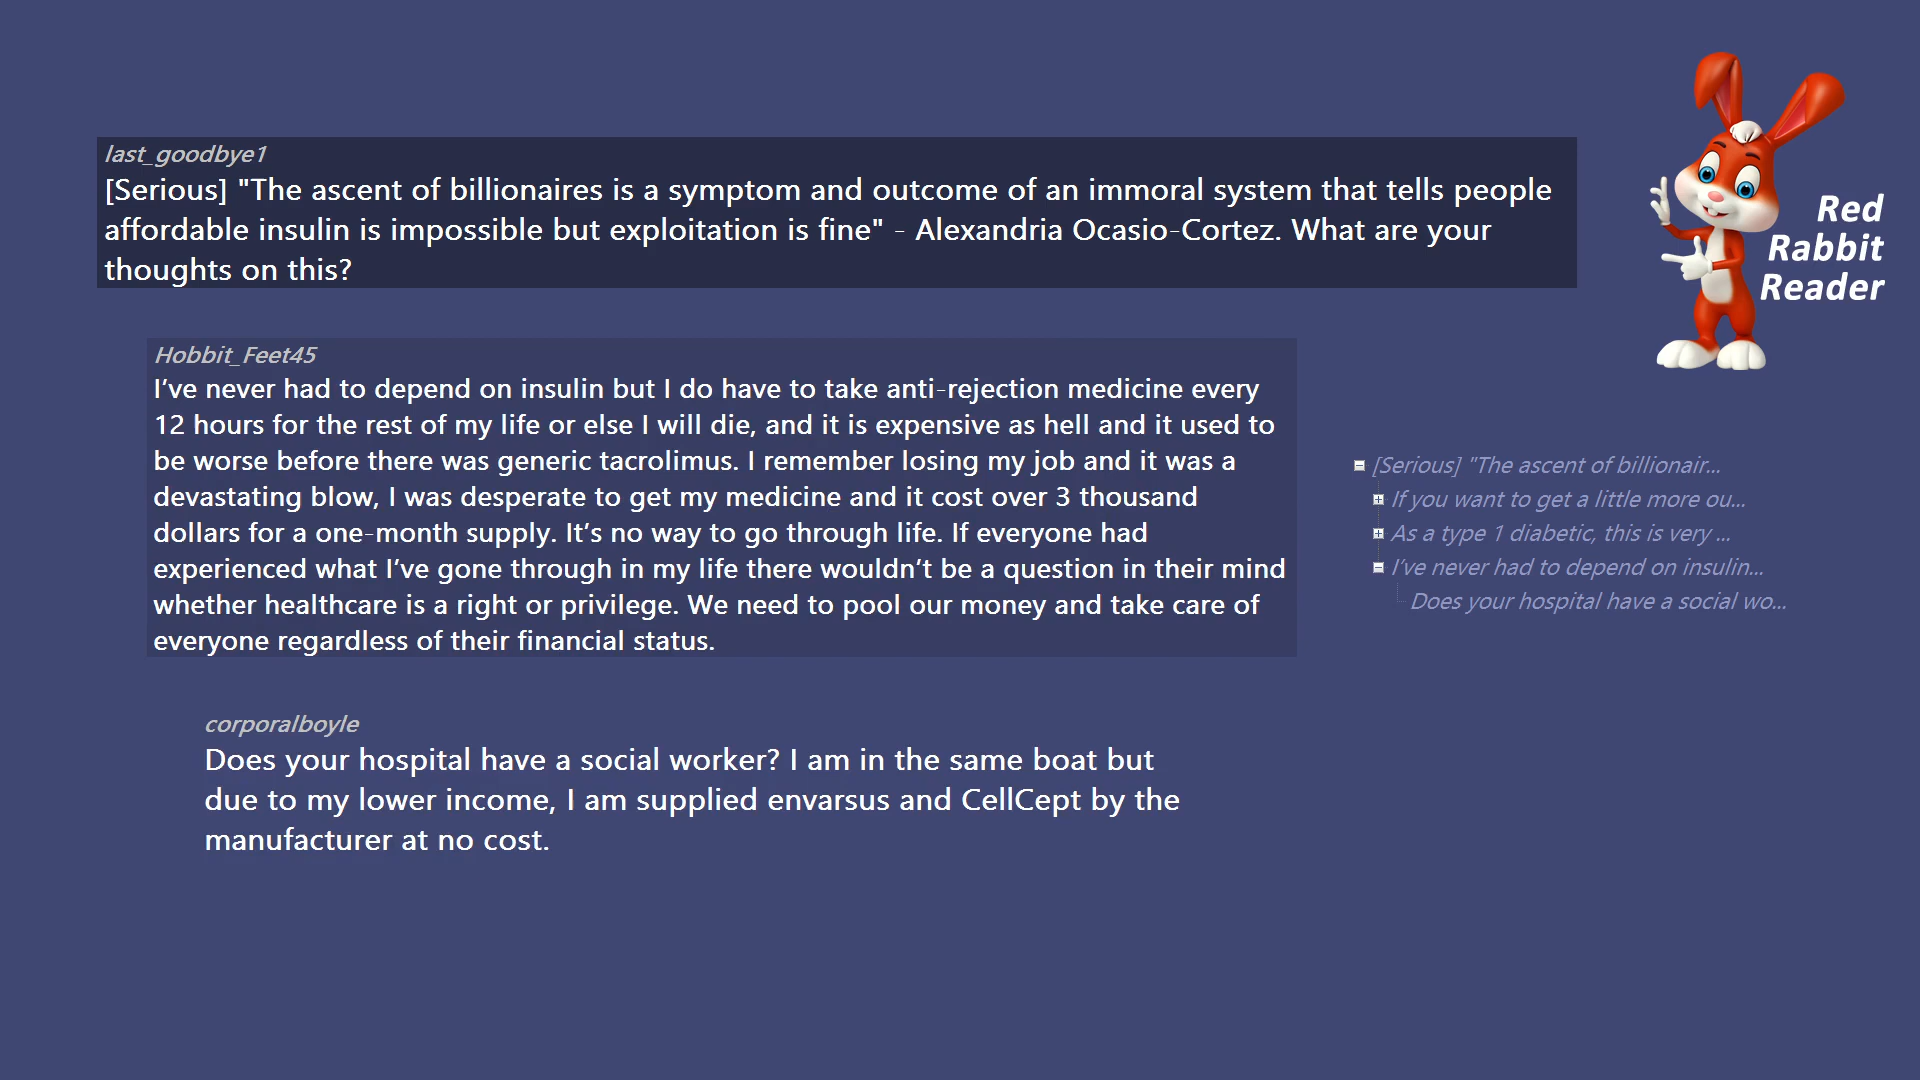 last_goodbye1
[Serious] "The ascent of billionaires is a symptom and outcome of an immoral system that tells people
affordable insulin is impossible but exploitation is fine" - Alexandria Ocasio-Cortez. What are your
thoughts on this?
Red
Rabbit
Reader
Hobbit_Feet45
I've never had to depend on insulin but I do have to take anti-rejection medicine every
12 hours for the rest of my life or else I will die, and it is expensive as hell and it used to
be worse before there was generic tacrolimus. I remember losing my job and it was a
devastating blow, I was desperate to get my medicine and it cost over 3 thousand
dollars for a one-month supply. It's no way to go through life. If everyone had
experienced what I've gone through in my life there wouldn't be a question in their mind
whether healthcare is a right or privilege. We need to pool our money and take care of
everyone regardless of their financial status.
[Serious] "The ascent of billionair...
If you want to get a little more ou...
As a type 1 diabetic, this is very ...
I've never had to depend on insulin...
Does your hospital have a social wo...
corporalboyle
Does your hospital have a social worker? I am in the same boat but
due to my lower income, I am supplied envarsus and CellCept by the
manufacturer at no cost.